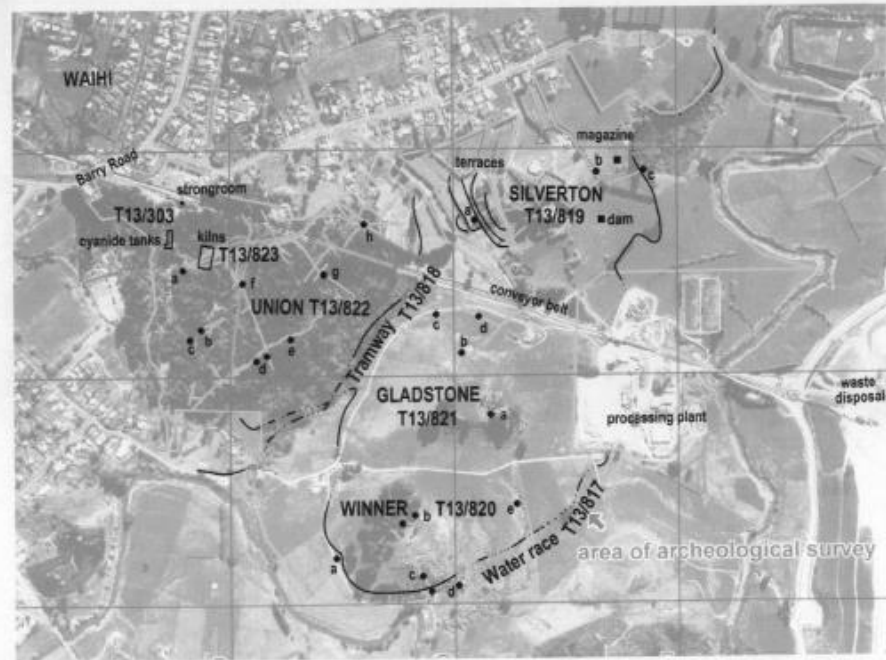 WAIHI
Barry Road
strongroom
T13/303
cyanide tanks
kilns
T13/823
a
f
UNION T13/822
g
h
b
c
d
e
Tramway T13/818
terraces
magazine
b
c
SILVERTON
T13/819
a
dam
conveyor belt
c
d
b
GLADSTONE
T13/821
a
processing plant
waste
disposal
WINNER
T13/820
b
e
a
c
d
Water race T13/817
area of archeological survey